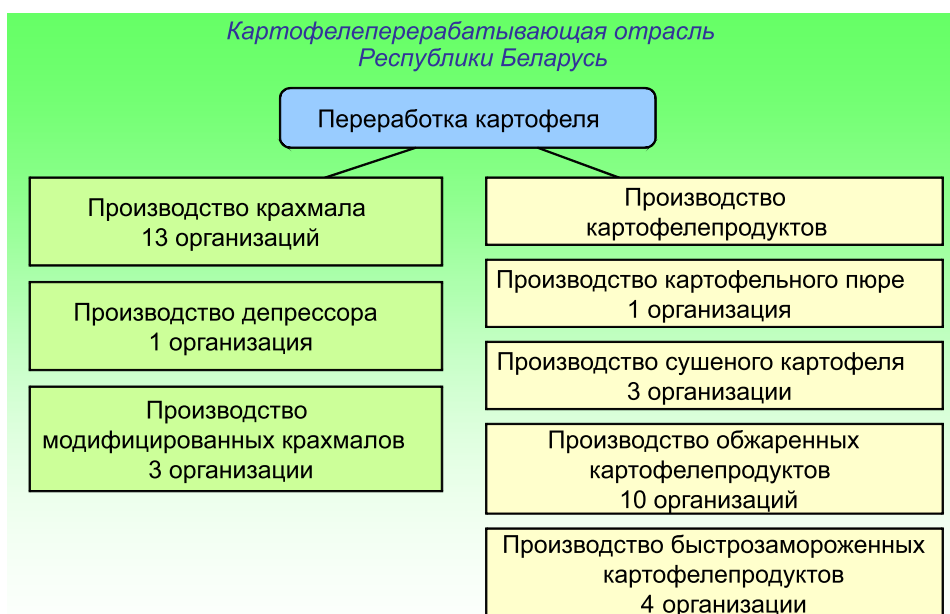 Картофелеперерабатывающая отрасль
Республики Беларусь
Переработка картофеля
Производство крахмала
13 организаций
Производство депрессора
1 организация
Производство
модифицированных крахмалов
3 организации
Производство
картофелепродуктов
Производство картофельного пюре
1 организация
Производство сушеного картофеля
3 организации
Производство обжаренных
картофелепродуктов
10 организаций
Производство быстрозамороженных
картофелепродуктов
4 организации